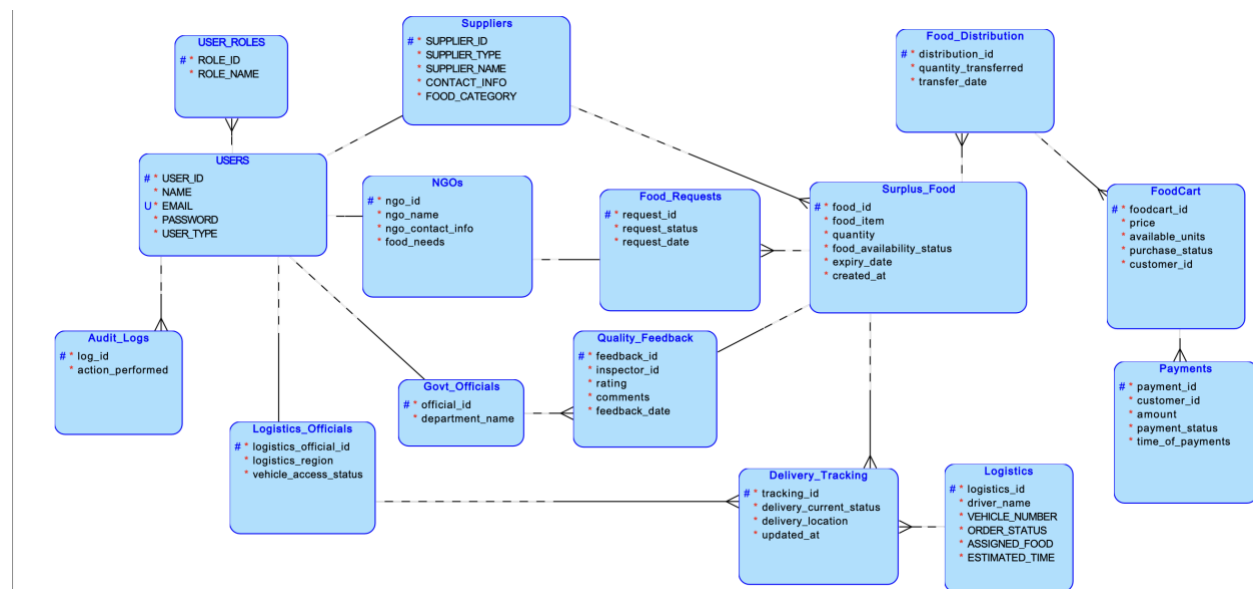 USER_ROLES
# * ROLE_ID
* ROLE_NAME
Suppliers
# * SUPPLIER_ID
* SUPPLIER_TYPE
* SUPPLIER_NAME
* CONTACT_INFO
* FOOD_CATEGORY
Food_Distribution
# * distribution_id
* quantity_transferred
* transfer_date
USERS
# * USER_ID
* NAME
U * EMAIL
* PASSWORD
* USER_TYPE
NGOs
# * ngo_id
* ngo_name
* ngo_contact_info
* food_needs
Food_Requests
# * request_id
* request_status
* request_date
Surplus_Food
# * food_id
* food_item
* quantity
* food_availability_status
* expiry_date
* created_at
FoodCart
# * foodcart_id
* price
* available_units
* purchase_status
* customer_id
Audit_Logs
# * log_id
* action_performed
Quality_Feedback
# * feedback_id
* inspector_id
* rating
* comments
* feedback_date
Govt_Officials
# * official_id
* department_name
Payments
# * payment_id
* customer_id
* amount
* payment_status
* time_of_payments
Logistics_Officials
# * logistics_official_id
* logistics_region
* vehicle_access_status
Delivery_Tracking
# * tracking_id
* delivery_current_status
* delivery_location
* updated_at
Logistics
# * logistics_id
* driver_name
* VEHICLE_NUMBER
* ORDER_STATUS
* ASSIGNED_FOOD
* ESTIMATED_TIME